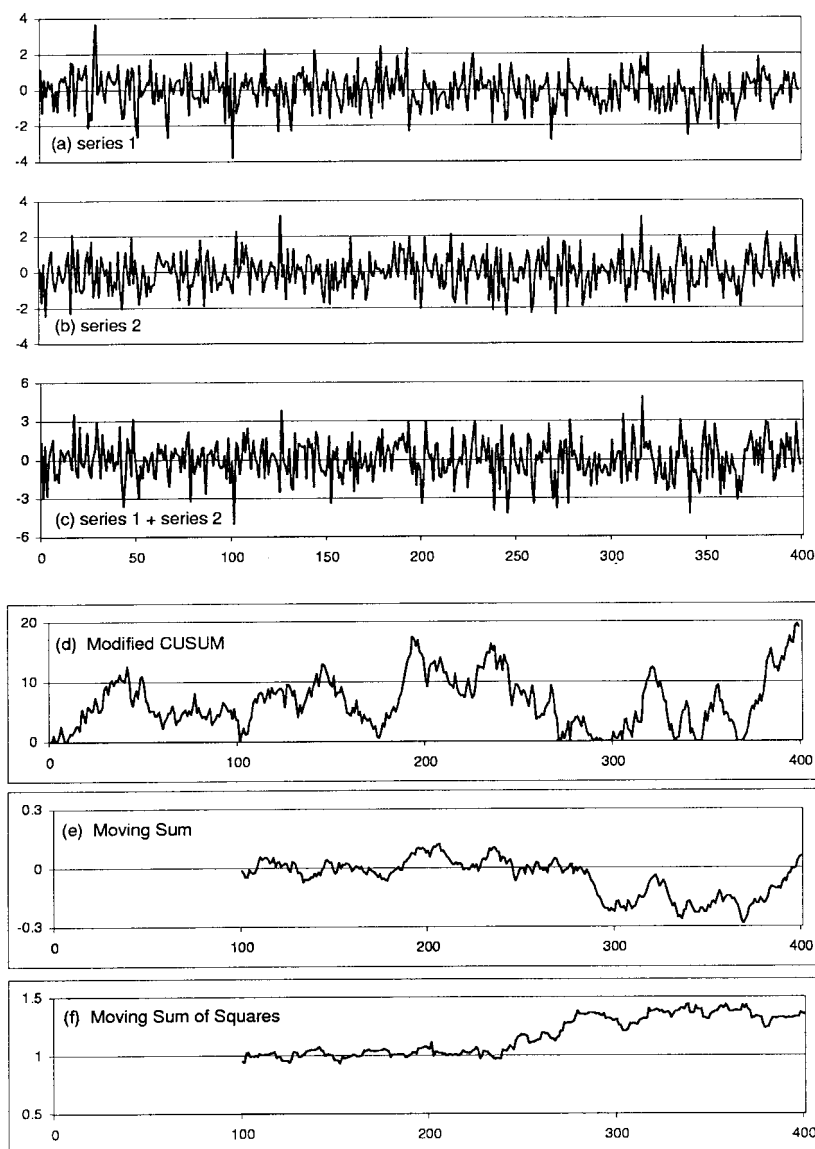 4
2
0
-2
-4
(a) series 1
4
2
0
-2
-4
(b) series 2
6
3
0
-3
-6
(c) series 1 + series 2
0 50 100 150 200 250 300 350 400
20
10
0
(d) Modified CUSUM
0 100 200 300 400
0.3
0
-0.3
(e) Moving Sum
0 100 200 300 400
1.5
1
0.5
(f) Moving Sum of Squares
0 100 200 300 400